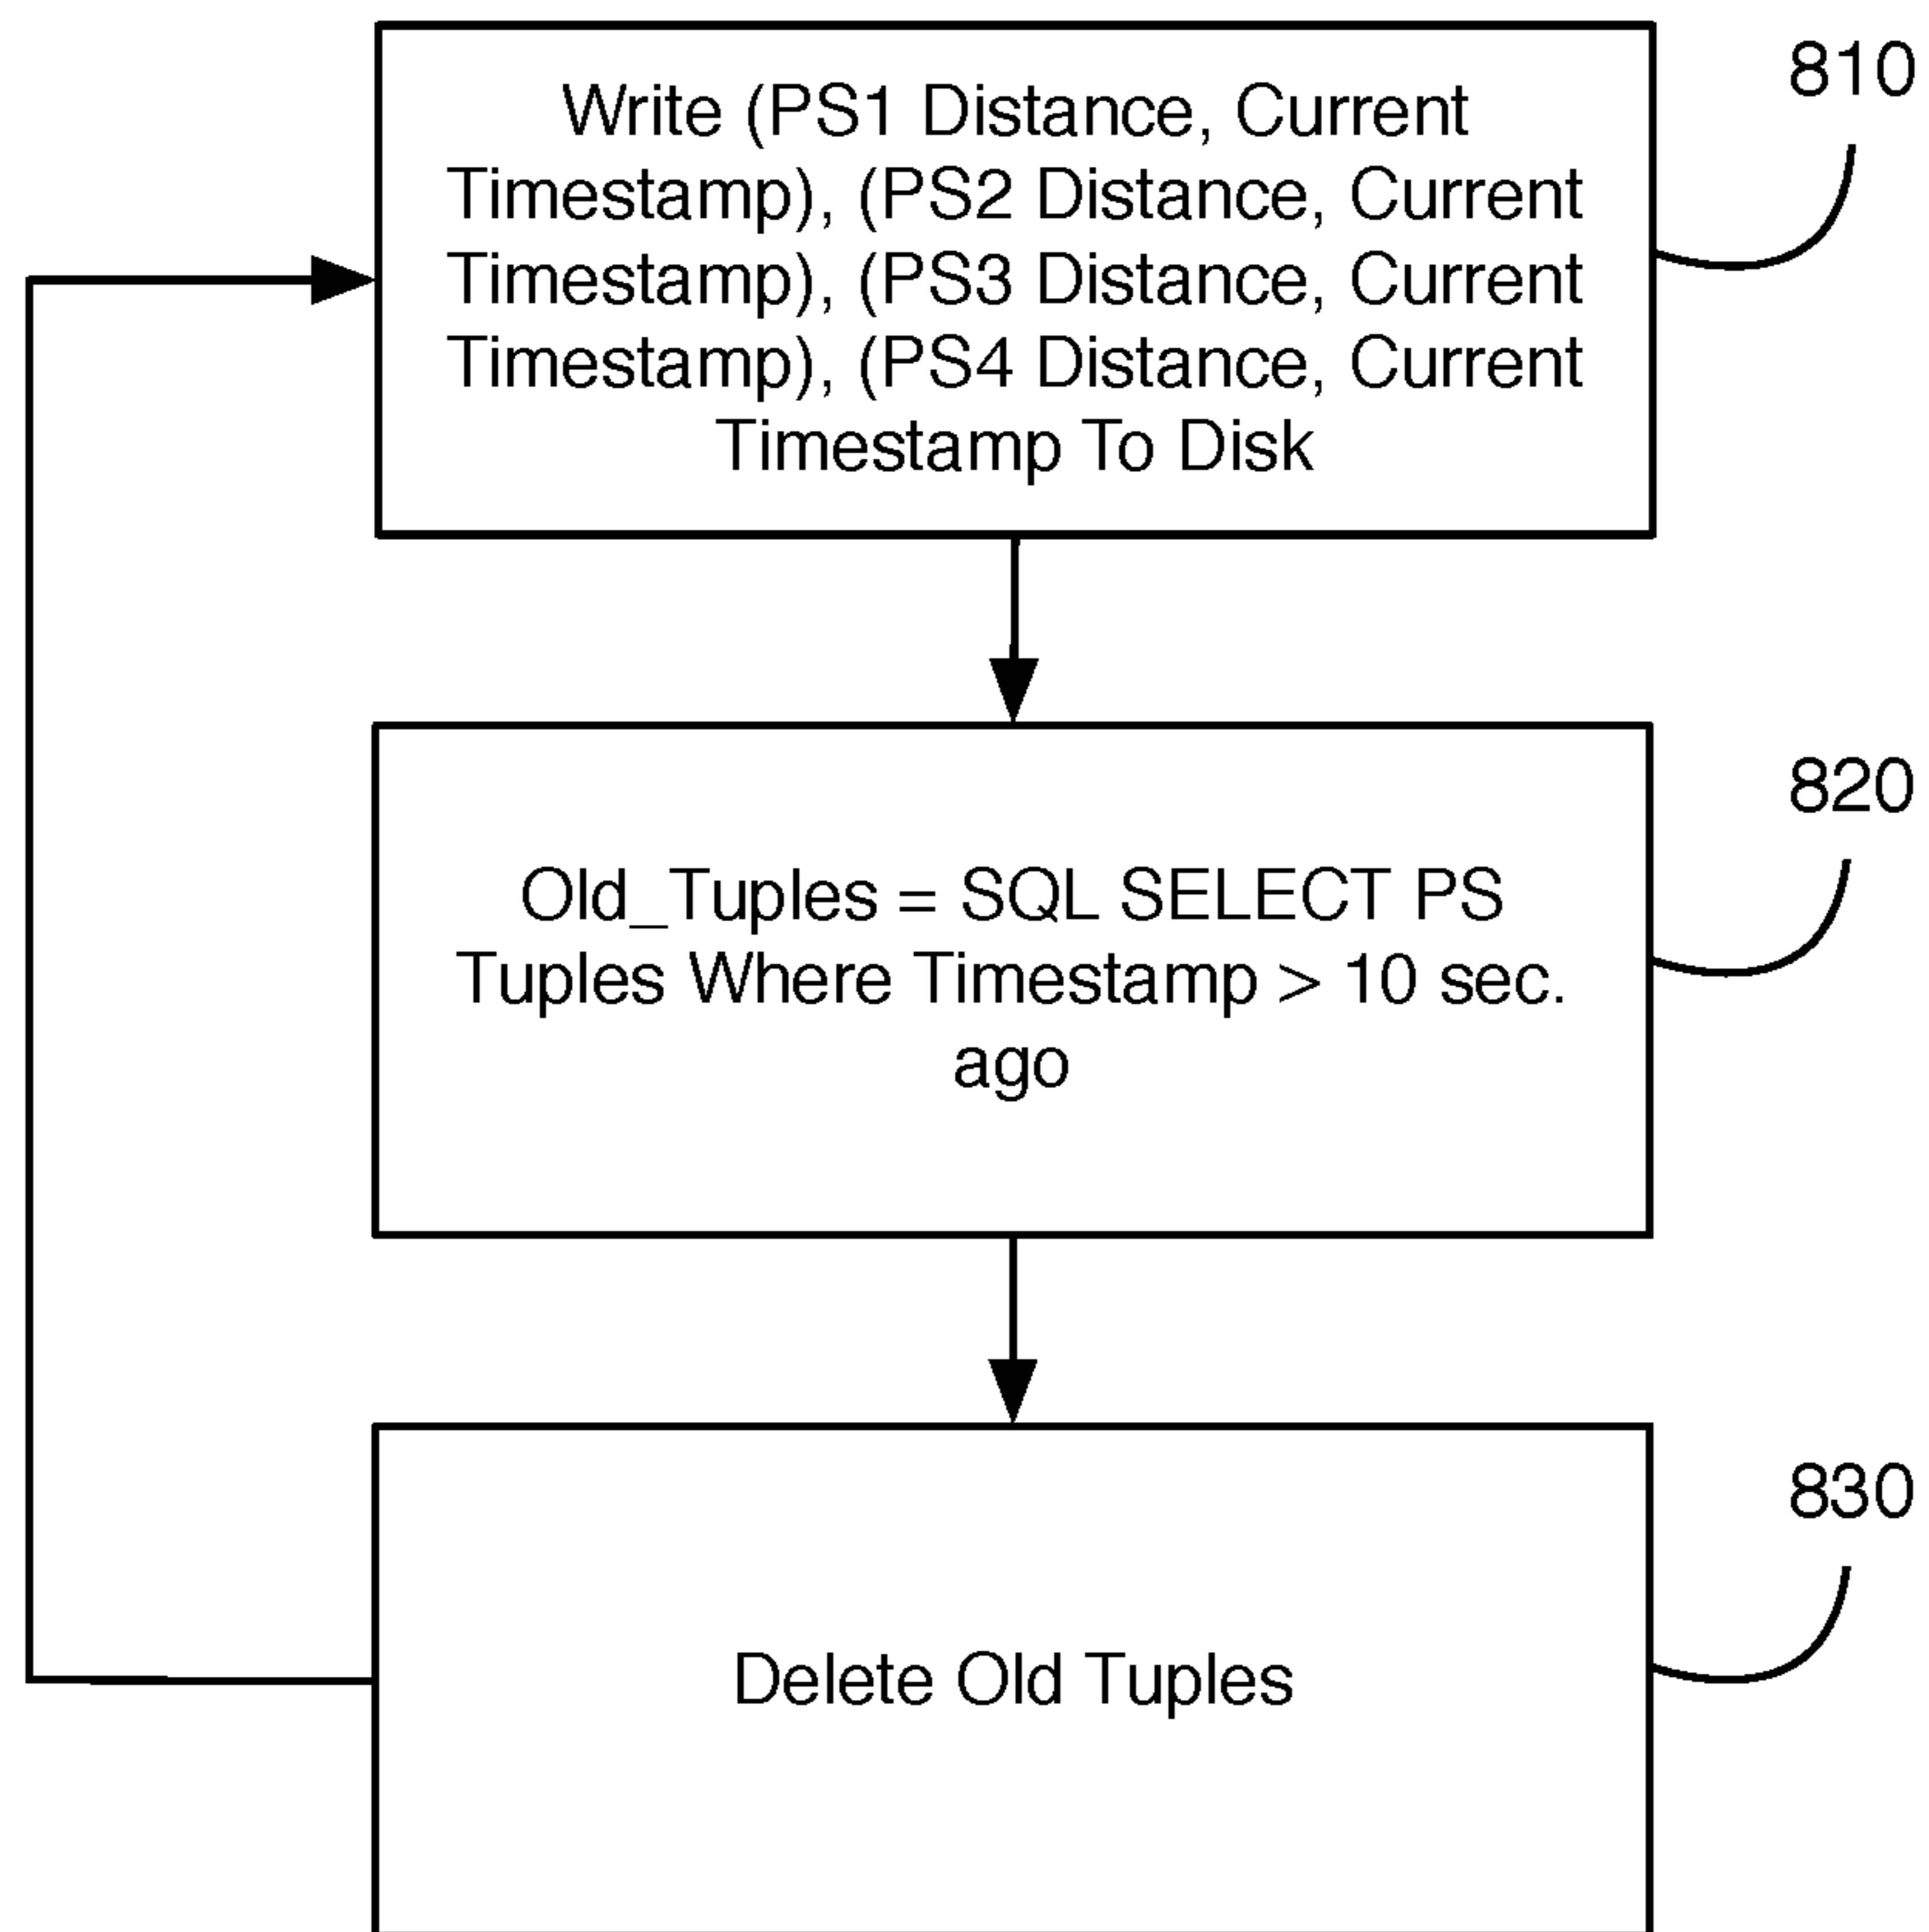 Write (PS1 Distance, Current
Timestamp), (PS2 Distance, Current
Timestamp), (PS3 Distance, Current
Timestamp), (PS4 Distance, Current
Timestamp To Disk
810
Old_Tuples = SQL SELECT PS
Tuples Where Timestamp > 10 sec.
ago
820
Delete Old Tuples
830